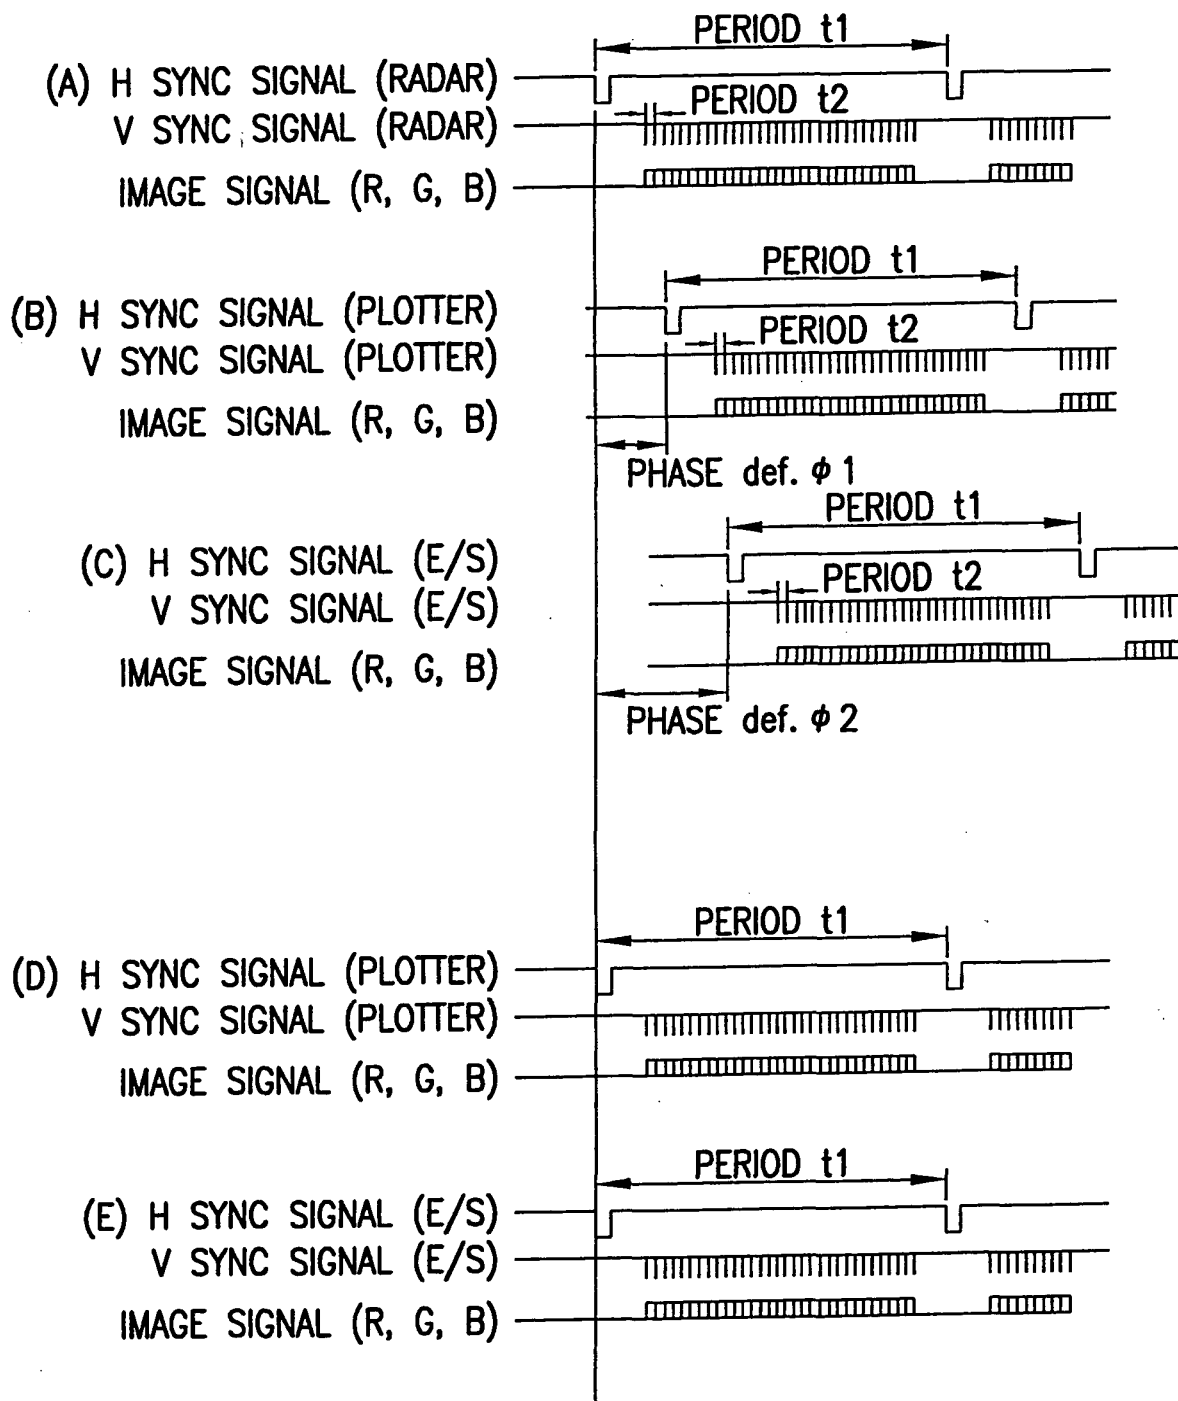 PERIOD t1
(A) H SYNC SIGNAL (RADAR)
PERIOD t2
V SYNC SIGNAL (RADAR)
IMAGE SIGNAL (R, G, B)
PERIOD t1
(B) H SYNC SIGNAL (PLOTTER)
PERIOD t2
V SYNC SIGNAL (PLOTTER)
IMAGE SIGNAL (R, G, B)
PHASE def. ϕ 1
PERIOD t1
(C) H SYNC SIGNAL (E/S)
PERIOD t2
V SYNC SIGNAL (E/S)
IMAGE SIGNAL (R, G, B)
PHASE def. ϕ 2
PERIOD t1
(D) H SYNC SIGNAL (PLOTTER)
V SYNC SIGNAL (PLOTTER)
IMAGE SIGNAL (R, G, B)
PERIOD t1
(E) H SYNC SIGNAL (E/S)
V SYNC SIGNAL (E/S)
IMAGE SIGNAL (R, G, B)